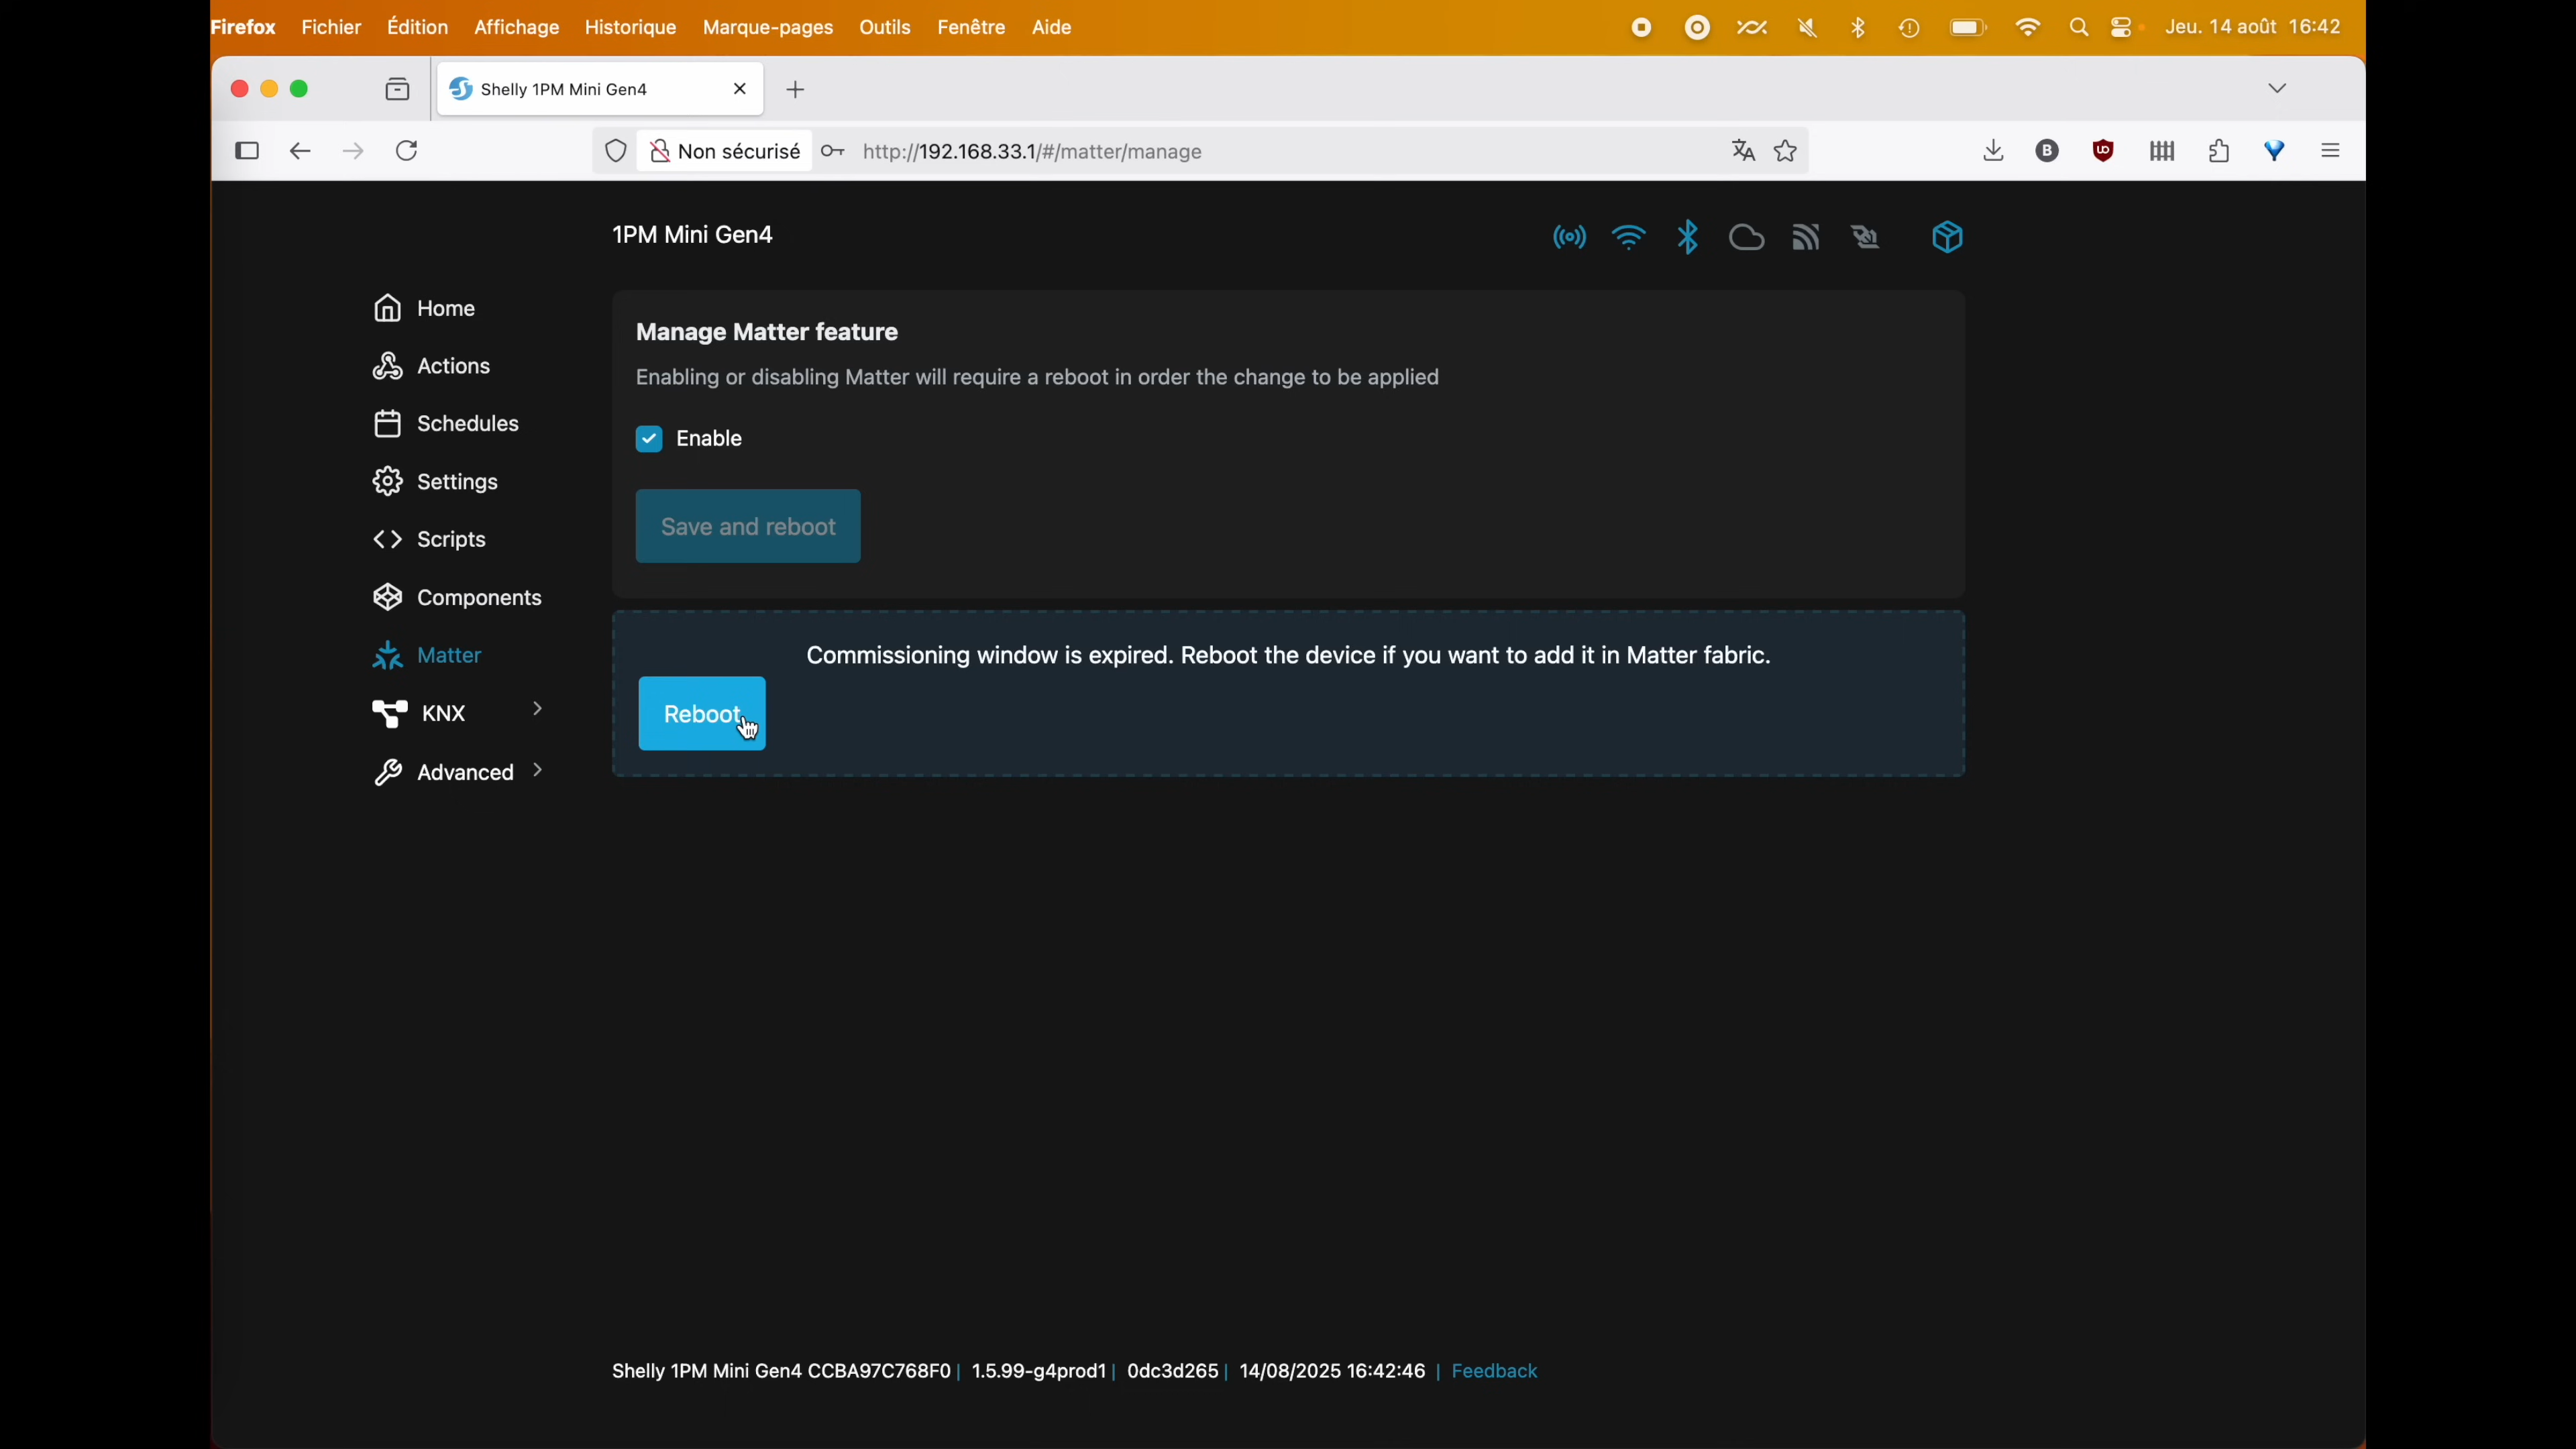 Firefox Fichier Édition Affichage Historique Marque-pages Outils Fenêtre Aide Jeu. 14 août 16:42
Shelly 1PM Mini Gen4
Non sécurisé http://192.168.33.1/#/matter/manage
1PM Mini Gen4
Home
Actions
Schedules
Settings
Scripts
Components
Matter
KNX
Advanced
Manage Matter feature
Enabling or disabling Matter will require a reboot in order the change to be applied
Enable
Save and reboot
Commissioning window is expired. Reboot the device if you want to add it in Matter fabric.
Reboot
Shelly 1PM Mini Gen4 CCBA97C768F0 | 1.5.99-g4prod1 | 0dc3d265 | 14/08/2025 16:42:46 | Feedback